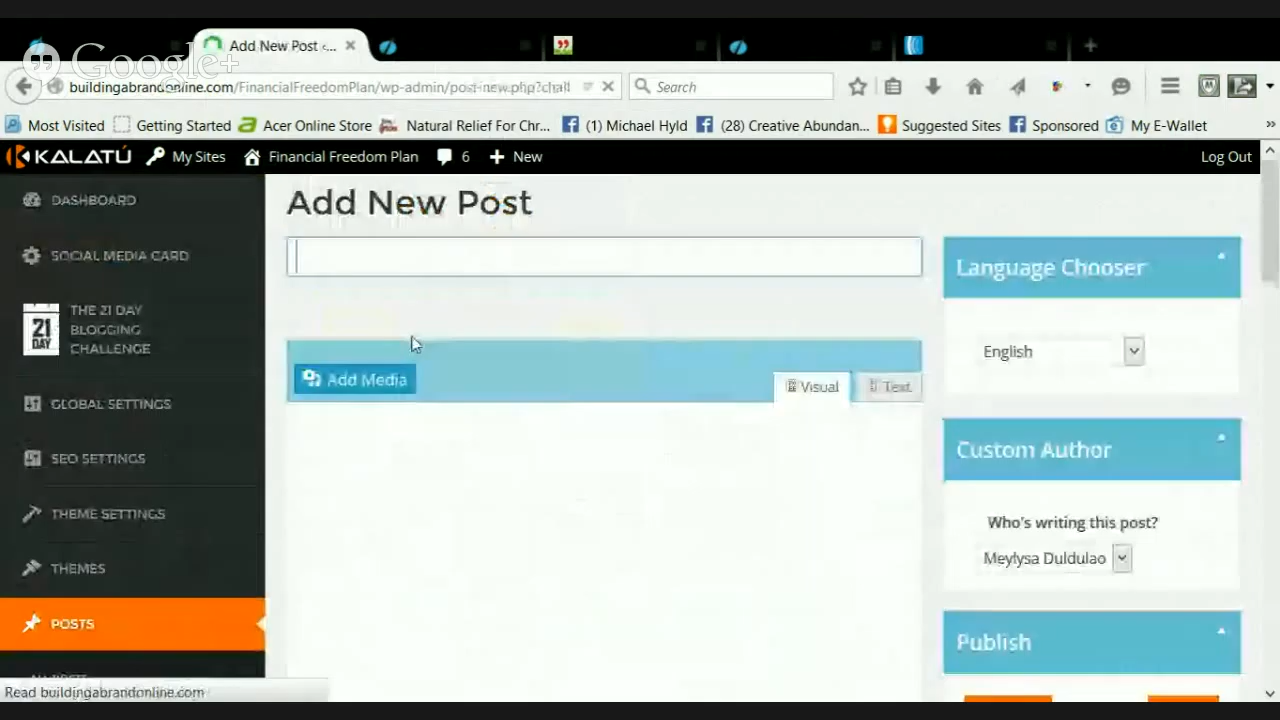 Google+
Add New Post -...
buildingabrandonline.com/FinancialFreedomPlan/wp-admin/post-new.php?chall
Search
Most Visited
Getting Started
Acer Online Store
Natural Relief For Chr...
(1) Michael Hyld
(28) Creative Abundan...
Suggested Sites
Sponsored
My E-Wallet
KALATÚ
My Sites
Financial Freedom Plan
6
New
Log Out
DASHBOARD
SOCIAL MEDIA CARD
21 DAY
THE 21 DAY
BLOGGING
CHALLENGE
GLOBAL SETTINGS
SEO SETTINGS
THEME SETTINGS
THEMES
POSTS
Add New Post
Add Media
Visual
Text
Language Chooser
English
Custom Author
Who's writing this post?
Meylysa Duldulao
Publish
Read buildingabrandonline.com